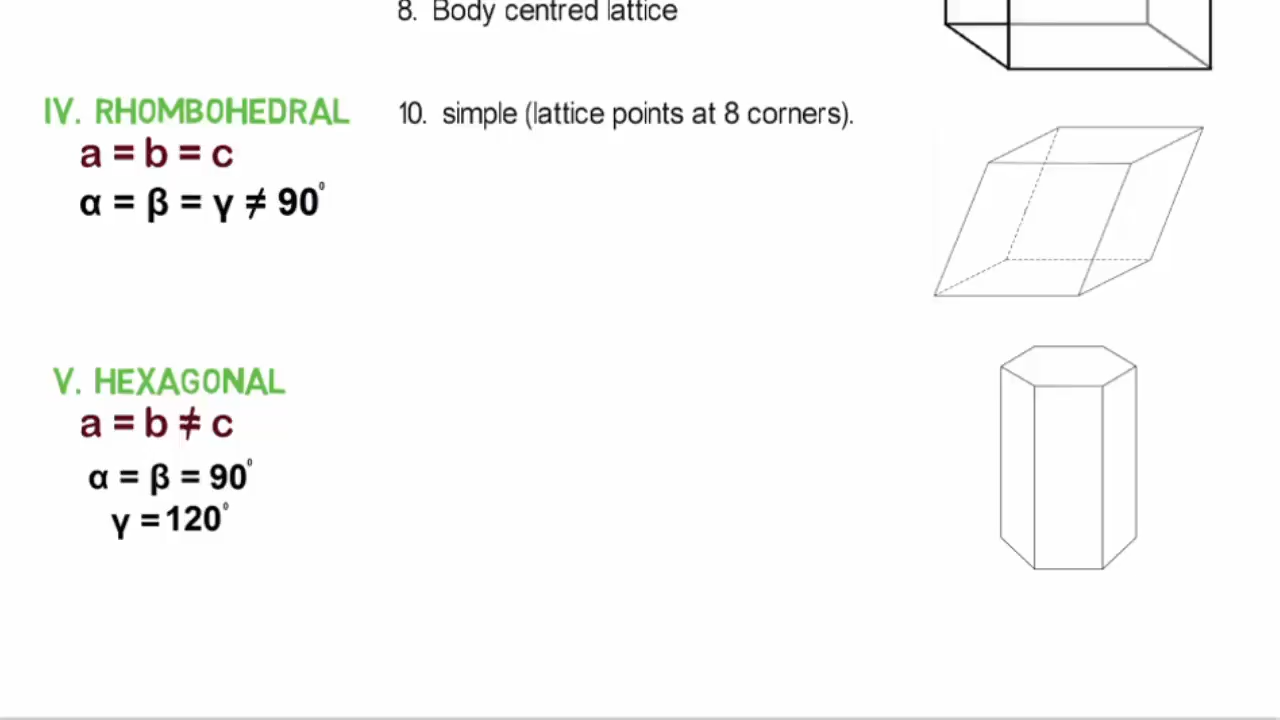 8. Body centred lattice
IV. RHOMBOHEDRAL
10. simple (lattice points at 8 corners).
a = b = c
α = β = γ ≠ 90°
V. HEXAGONAL
a = b ≠ c
α = β = 90°
γ = 120°